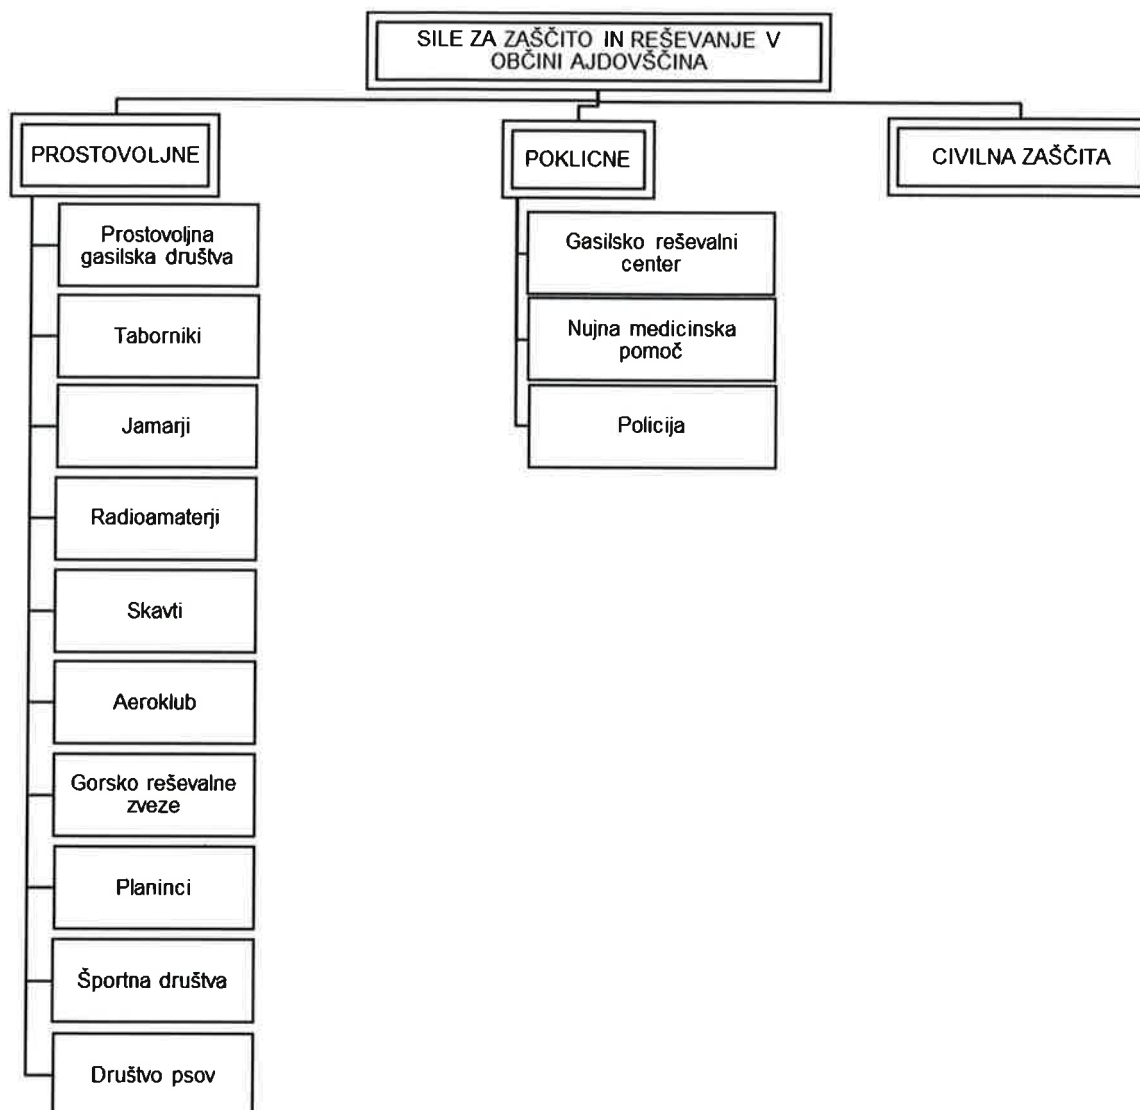 SILE ZA ZAŠČITO IN REŠEVANJE V
OBČINI AJDOVŠČINA
PROSTOVOLJNE
Prostovoljna
gasilska društva
Taborniki
Jamarji
Radioamaterji
Skavti
Aeroklub
Gorsko reševalne
zveze
Planinci
Športna društva
Društvo psov
POKLICNE
Gasilsko reševalni
center
Nujna medicinska
pomoč
Policija
CIVILNA ZAŠČITA